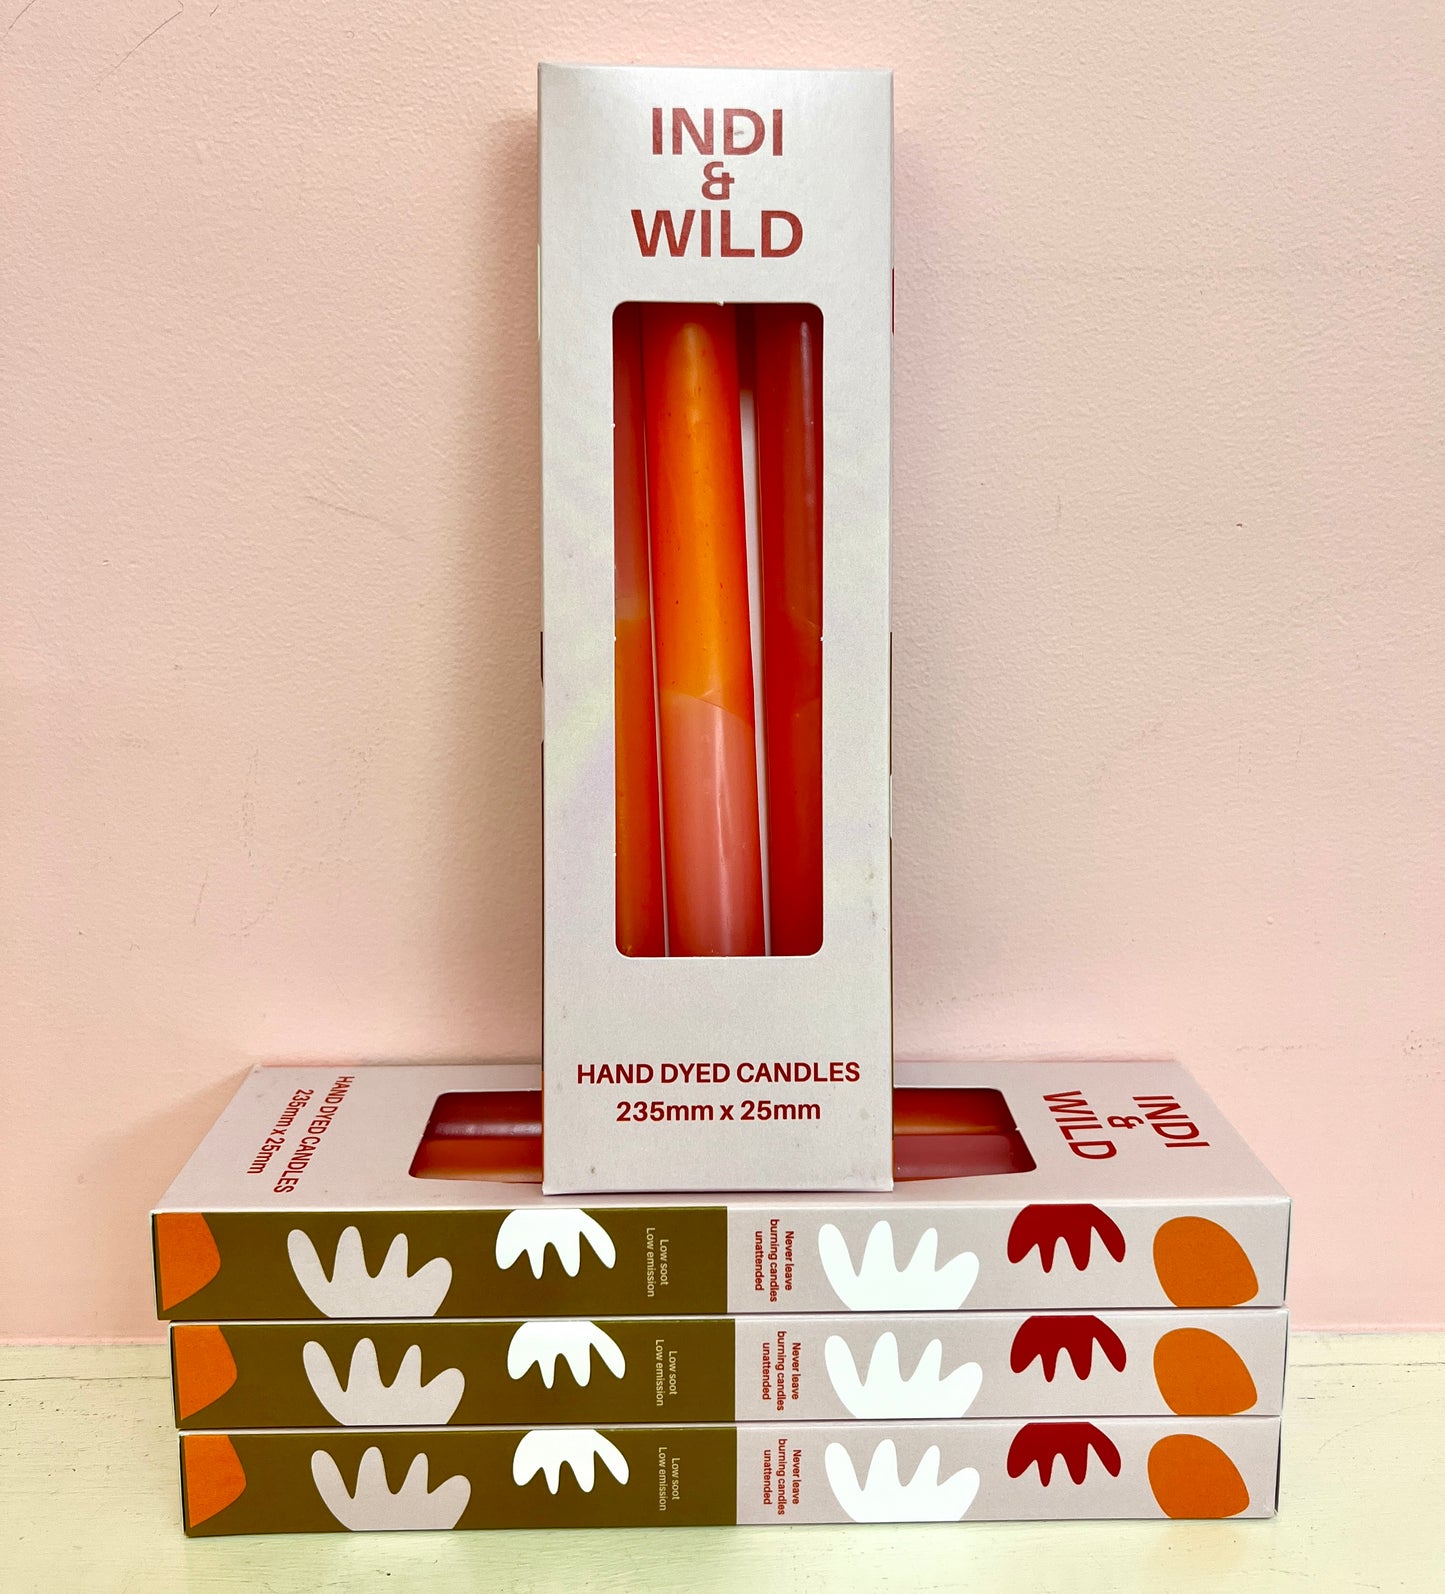 INDI
&
WILD
HAND DYED CANDLES
235mm x 25mm
HAND DYED CANDLES
235mm x 25mm
INDI
&
WILD
Low soot
Low emission
Never leave
burning candles
unattended
Low soot
Low emission
Never leave
burning candles
unattended
Low soot
Low emission
Never leave
burning candles
unattended